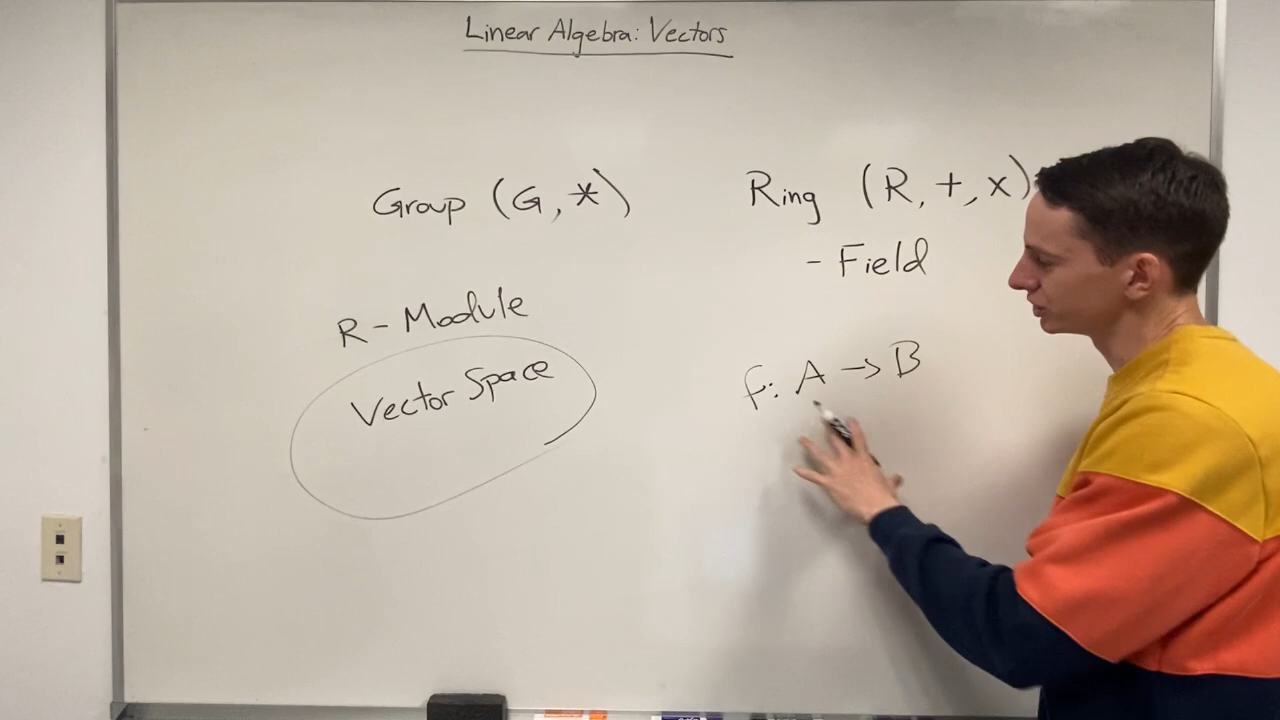 Linear Algebra: Vectors
Group (G, *)
Ring (R, +, x)
- Field
R - Module
Vector Space
f: A → B